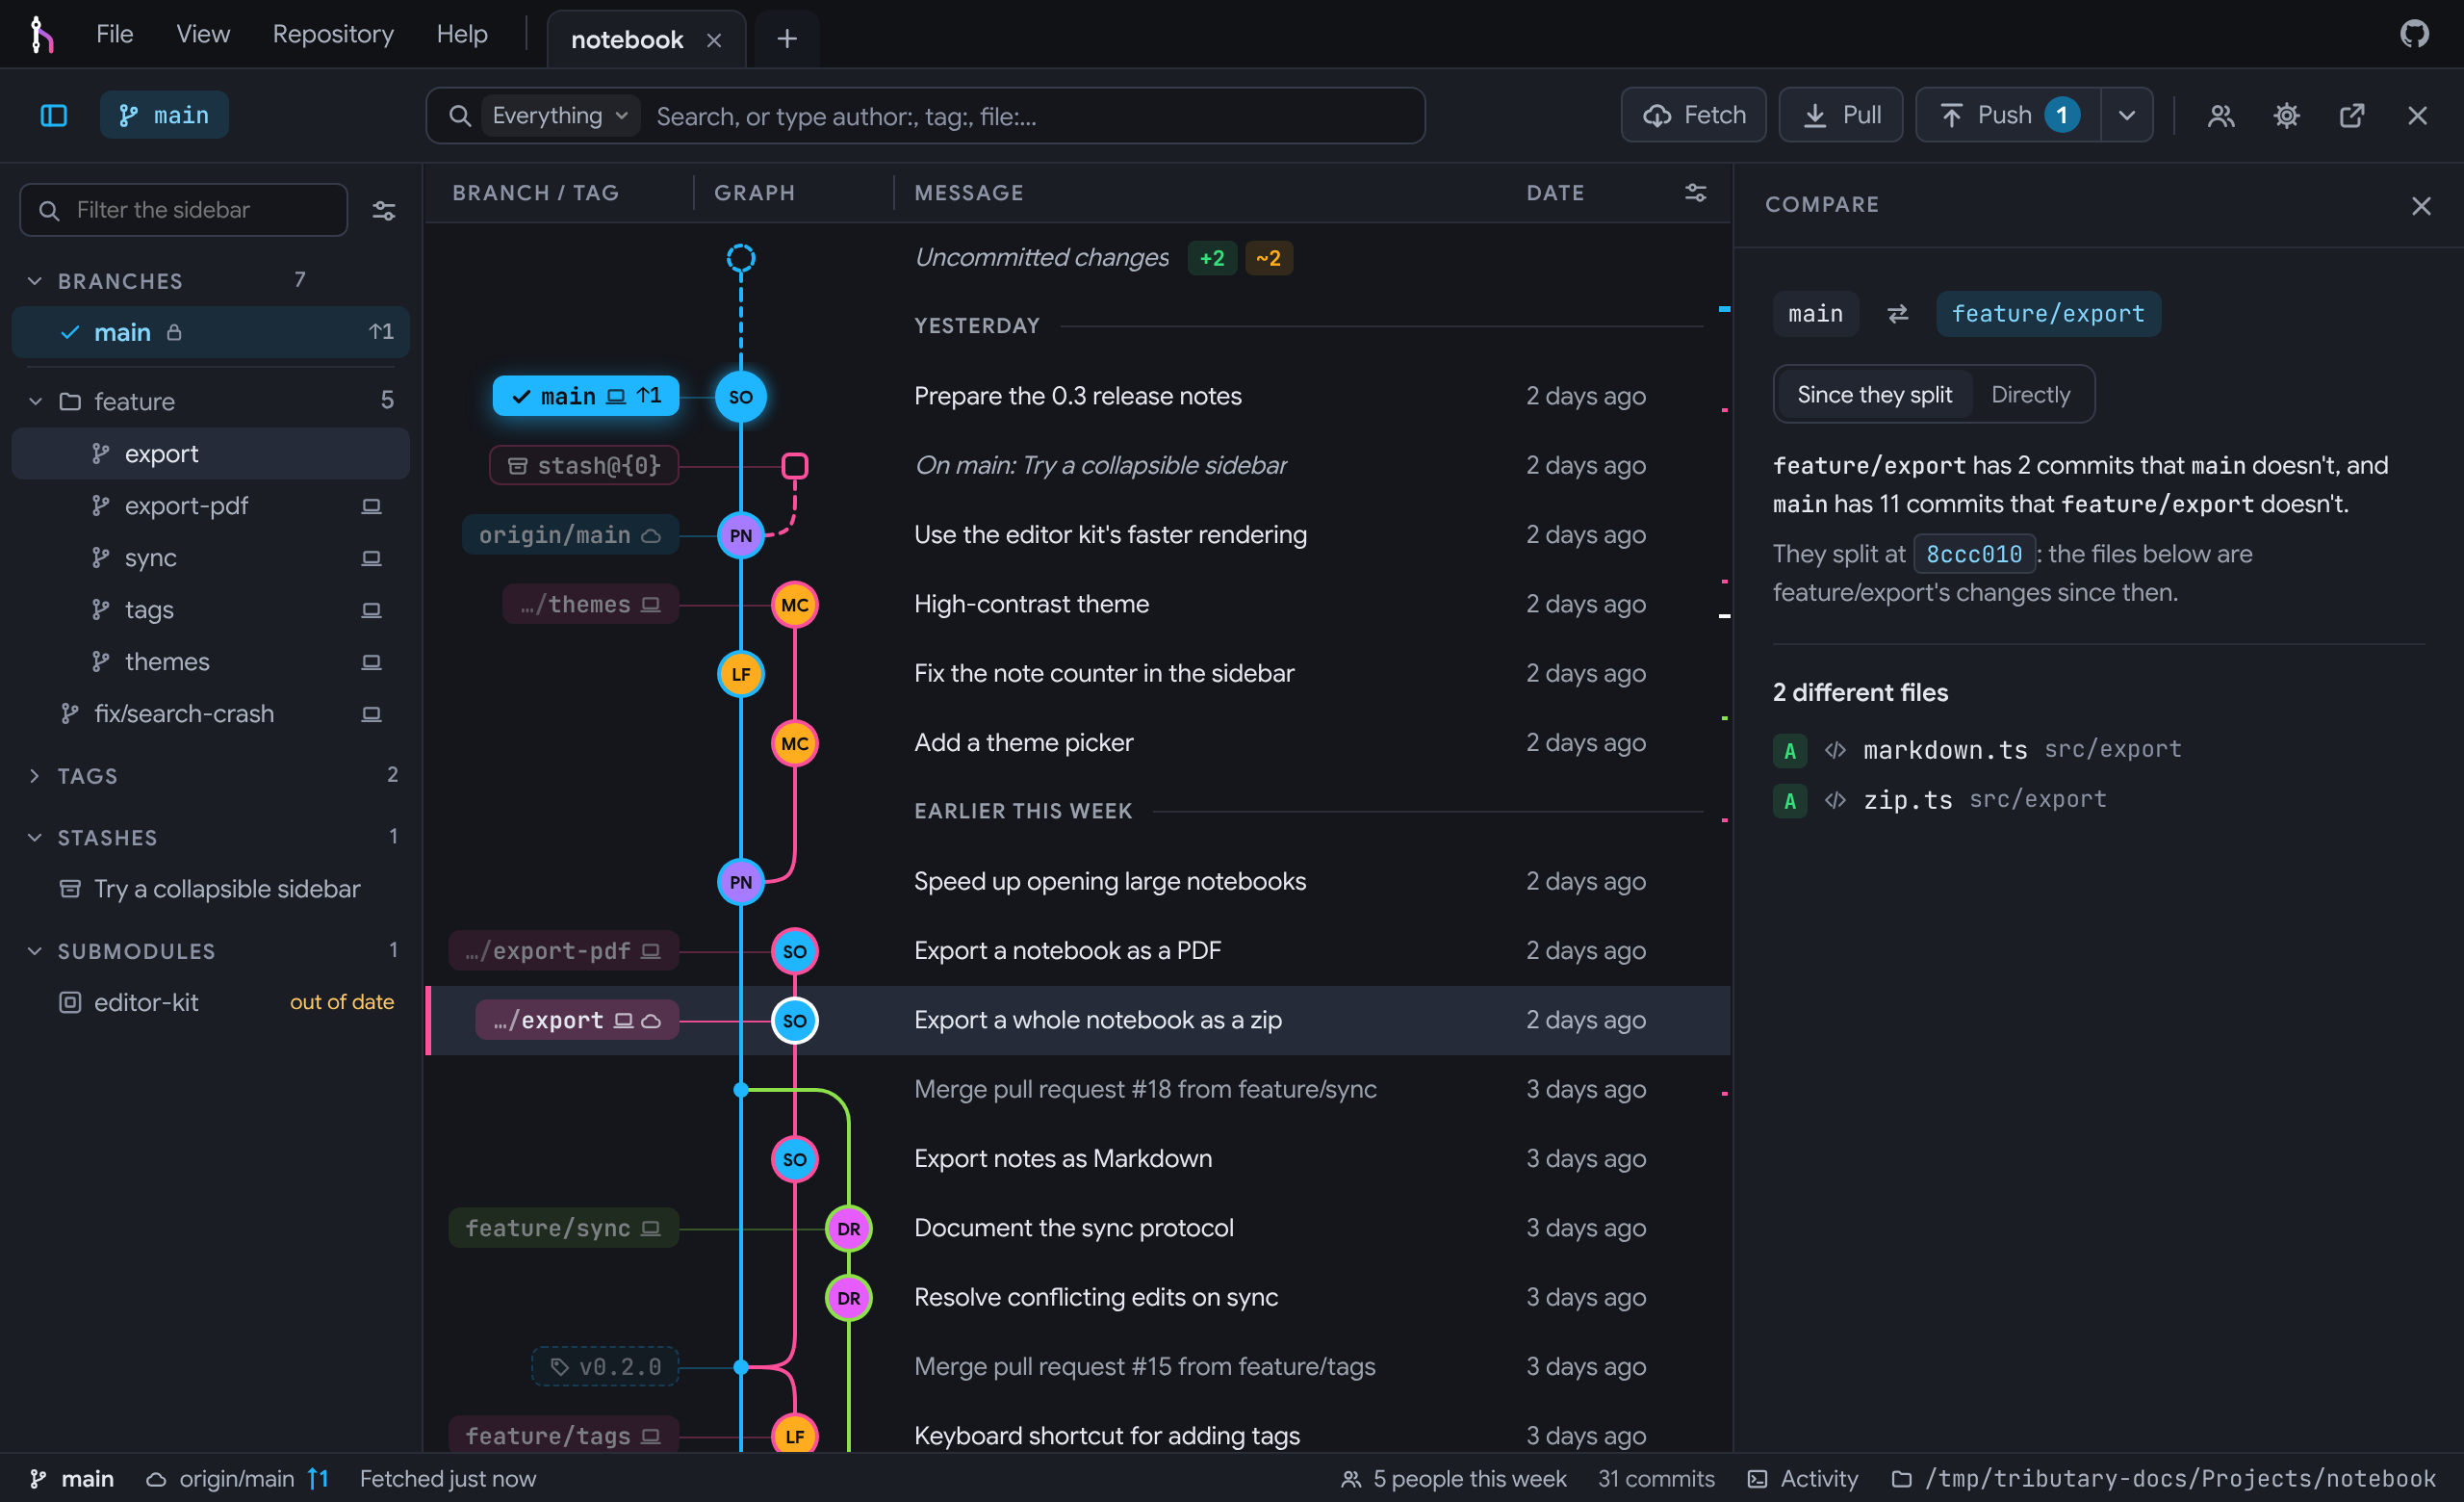 File View Repository Help notebook
main Everything Search, or type author:, tag:, file:... Fetch Pull Push 1
Filter the sidebar
BRANCHES 7
main ↑1
feature 5
export
export-pdf
sync
tags
themes
fix/search-crash
TAGS 2
STASHES 1
Try a collapsible sidebar
SUBMODULES 1
editor-kit out of date
BRANCH / TAG GRAPH MESSAGE DATE
Uncommitted changes +2 ~2
YESTERDAY
main ↑1 SO Prepare the 0.3 release notes 2 days ago
stash@{0} On main: Try a collapsible sidebar 2 days ago
origin/main PN Use the editor kit's faster rendering 2 days ago
…/themes MC High-contrast theme 2 days ago
LF Fix the note counter in the sidebar 2 days ago
MC Add a theme picker 2 days ago
EARLIER THIS WEEK
PN Speed up opening large notebooks 2 days ago
…/export-pdf SO Export a notebook as a PDF 2 days ago
…/export SO Export a whole notebook as a zip 2 days ago
Merge pull request #18 from feature/sync 3 days ago
SO Export notes as Markdown 3 days ago
feature/sync DR Document the sync protocol 3 days ago
DR Resolve conflicting edits on sync 3 days ago
v0.2.0 Merge pull request #15 from feature/tags 3 days ago
feature/tags LF Keyboard shortcut for adding tags 3 days ago
COMPARE
main feature/export
Since they split Directly
feature/export has 2 commits that main doesn't, and
main has 11 commits that feature/export doesn't.
They split at 8ccc010: the files below are
feature/export's changes since then.
2 different files
A markdown.ts src/export
A zip.ts src/export
main origin/main ↑1 Fetched just now 5 people this week 31 commits Activity /tmp/tributary-docs/Projects/notebook